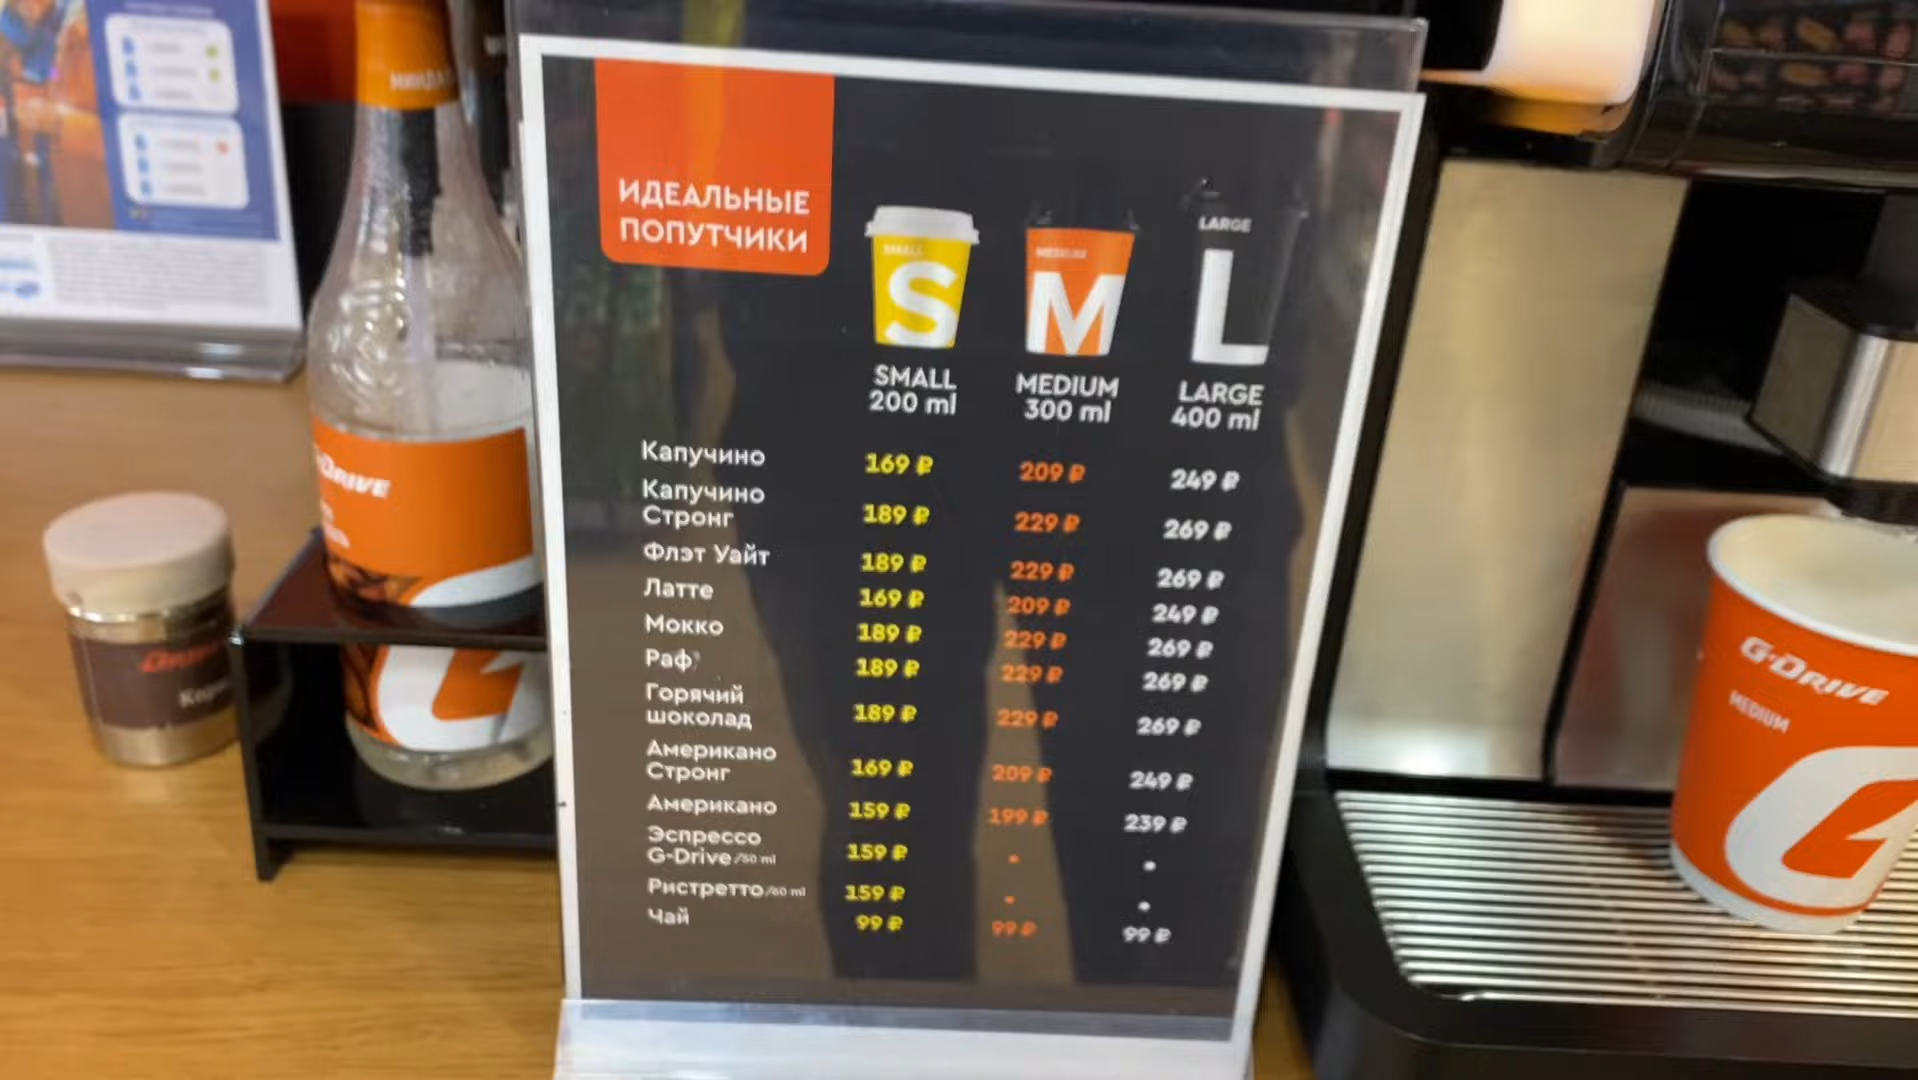 МИНДА
G-DRIVE
ИДЕАЛЬНЫЕ
ПОПУТЧИКИ
SMALL
S
MEDIUM
M
LARGE
L
SMALL
200 ml
MEDIUM
300 ml
LARGE
400 ml
Капучино 169 ₽ 209 ₽ 249 ₽
Капучино
Стронг 189 ₽ 229 ₽ 269 ₽
Флэт Уайт 189 ₽ 229 ₽ 269 ₽
Латте 169 ₽ 209 ₽ 249 ₽
Мокко 189 ₽ 229 ₽ 269 ₽
Раф 189 ₽ 229 ₽ 269 ₽
Горячий
шоколад 189 ₽ 229 ₽ 269 ₽
Американо
Стронг 169 ₽ 209 ₽ 249 ₽
Американо 159 ₽ 199 ₽ 239 ₽
Эспрессо
G-Drive /50 ml 159 ₽ • •
Ристретто /60 ml 159 ₽ • •
Чай 99 ₽ 99 ₽ 99 ₽
G-DRIVE
MEDIUM